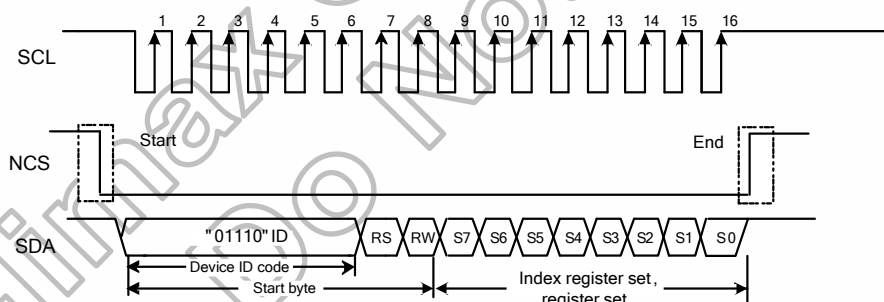 1 2 3 4 5 6 7 8 9 10 11 12 13 14 15 16
SCL
Start
End
NCS
SDA
"01110" ID
RS RW S7 S6 S5 S4 S3 S2 S1 S0
Device ID code
Start byte
Index register set,
register set